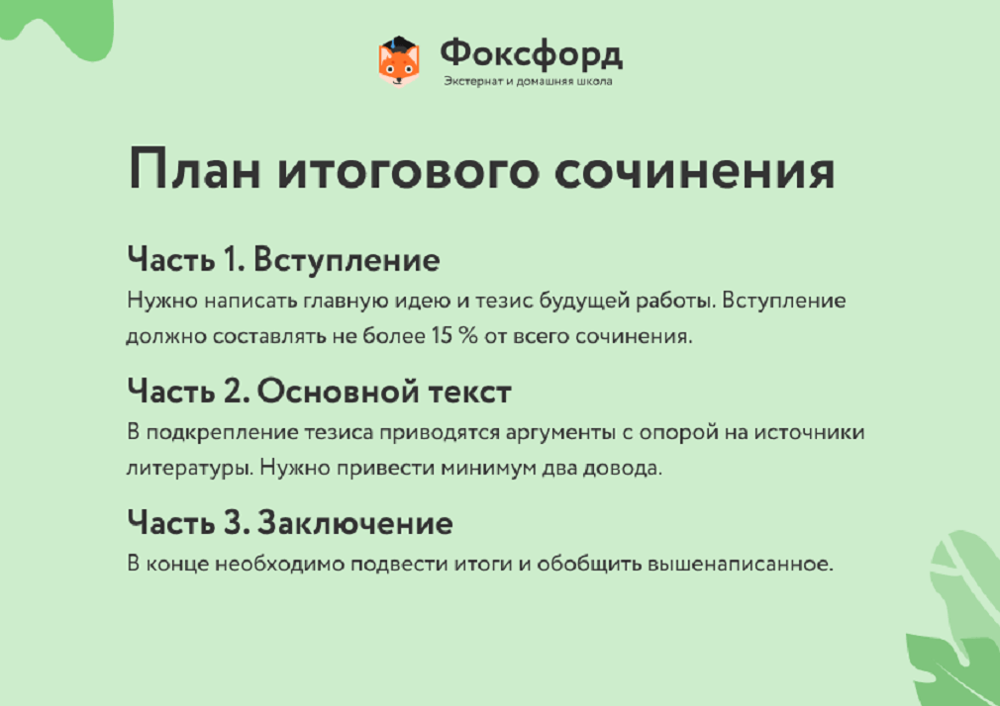 Фоксфорд
Экстернат и домашняя школа
План итогового сочинения
Часть 1. Вступление
Нужно написать главную идею и тезис будущей работы. Вступление
должно составлять не более 15 % от всего сочинения.
Часть 2. Основной текст
В подкрепление тезиса приводятся аргументы с опорой на источники
литературы. Нужно привести минимум два довода.
Часть 3. Заключение
В конце необходимо подвести итоги и обобщить вышенаписанное.